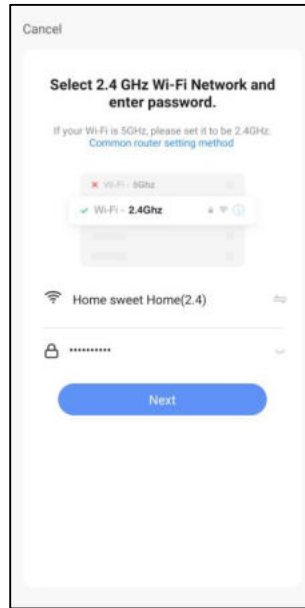 Cancel
Select 2.4 GHz Wi-Fi Network and
enter password.
If your Wi-Fi is 5GHz, please set it to be 2.4GHz.
Common router setting method
Wi-Fi - 5Ghz
Wi-Fi - 2.4Ghz
Home sweet Home(2.4)
Next